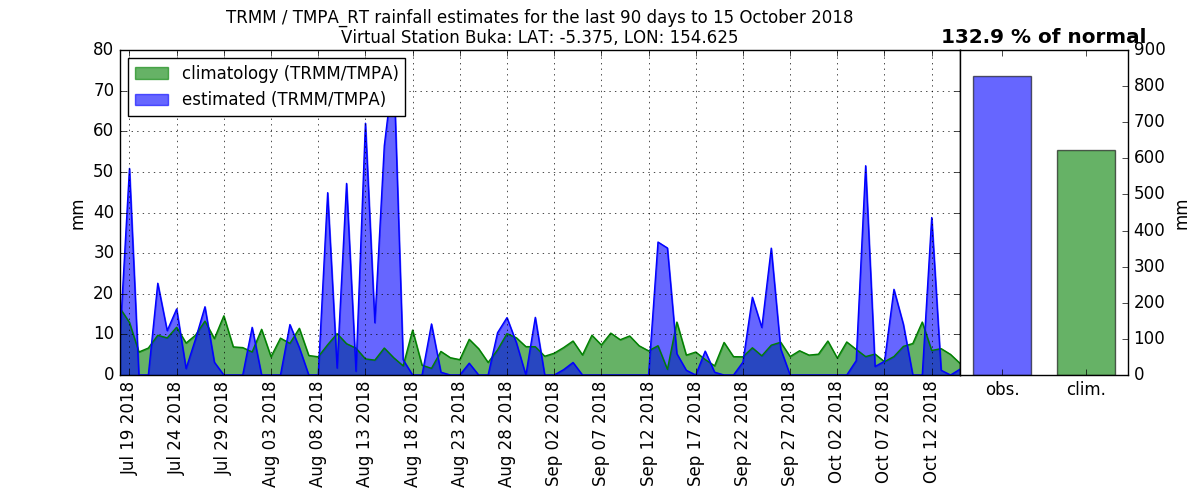 TRMM / TMPA_RT rainfall estimates for the last 90 days to 15 October 2018
Virtual Station Buka: LAT: -5.375, LON: 154.625
132.9 % of normal
climatology (TRMM/TMPA)
estimated (TRMM/TMPA)
80
70
60
50
40
30
20
10
0
mm
Jul 19 2018
Jul 24 2018
Jul 29 2018
Aug 03 2018
Aug 08 2018
Aug 13 2018
Aug 18 2018
Aug 23 2018
Aug 28 2018
Sep 02 2018
Sep 07 2018
Sep 12 2018
Sep 17 2018
Sep 22 2018
Sep 27 2018
Oct 02 2018
Oct 07 2018
Oct 12 2018
obs.
clim.
900
800
700
600
500
400
300
200
100
0
mm